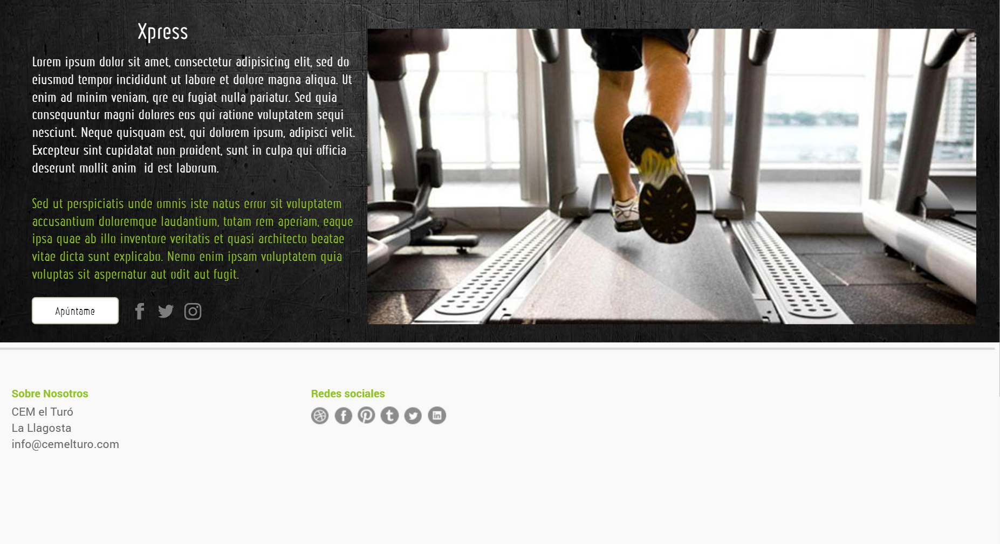 Xpress
Lorem ipsum dolor sit amet, consectetur adipisicing elit, sed do
eiusmod tempor incididunt ut labore et dolore magna aliqua. Ut
enim ad minim veniam, qre eu fugiat nulla pariatur. Sed quia
consequuntur magni dolores eos qui ratione voluptatem sequi
nesciunt. Neque quisquam est, qui dolorem ipsum, adipisci velit.
Excepteur sint cupidatat non proident, sunt in culpa qui officia
deserunt mollit anim  id est laborum.
Sed ut perspiciatis unde omnis iste natus error sit voluptatem
accusantium doloremque laudantium, totam rem aperiam, eaque
ipsa quae ab illo inventore veritatis et quasi architecto beatae
vitae dicta sunt explicabo. Nemo enim ipsam voluptatem quia
voluptas sit aspernatur aut odit aut fugit.
Apúntame
Sobre Nosotros
CEM el Turó
La Llagosta
info@cemelturo.com
Redes sociales